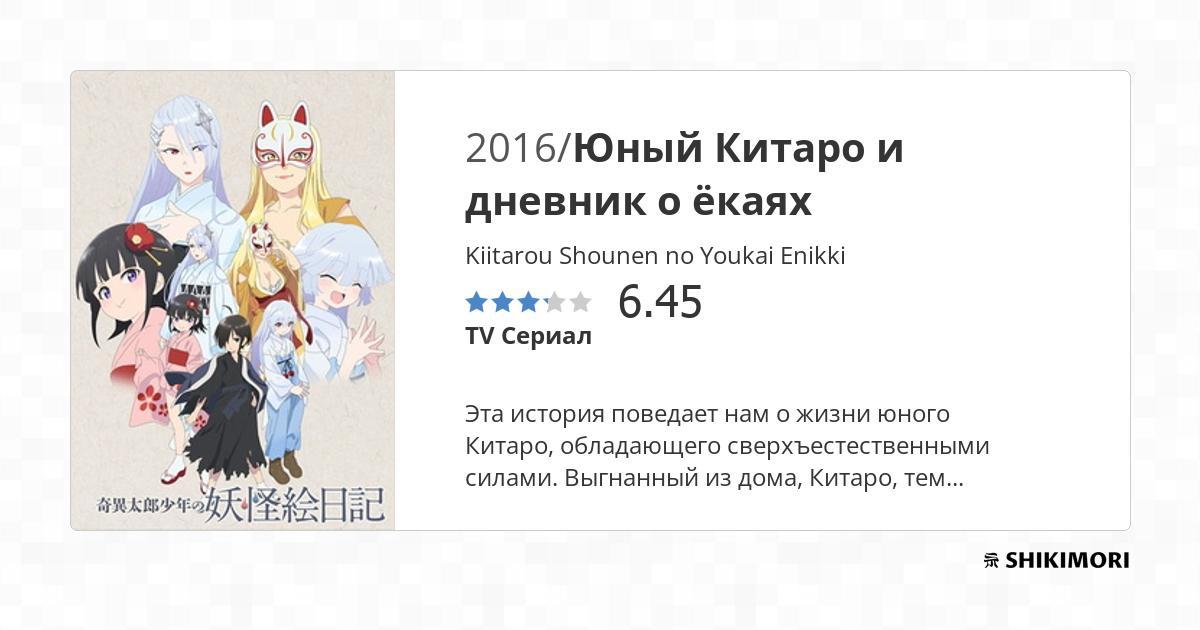 2016/Юный Китаро и
дневник о ёкаях
Kiitarou Shounen no Youkai Enikki
6.45
TV Сериал
Эта история поведает нам о жизни юного
Китаро, обладающего сверхъестественными
силами. Выгнанный из дома, Китаро, тем...
奇異太郎少年の妖怪絵日記
SHIKIMORI